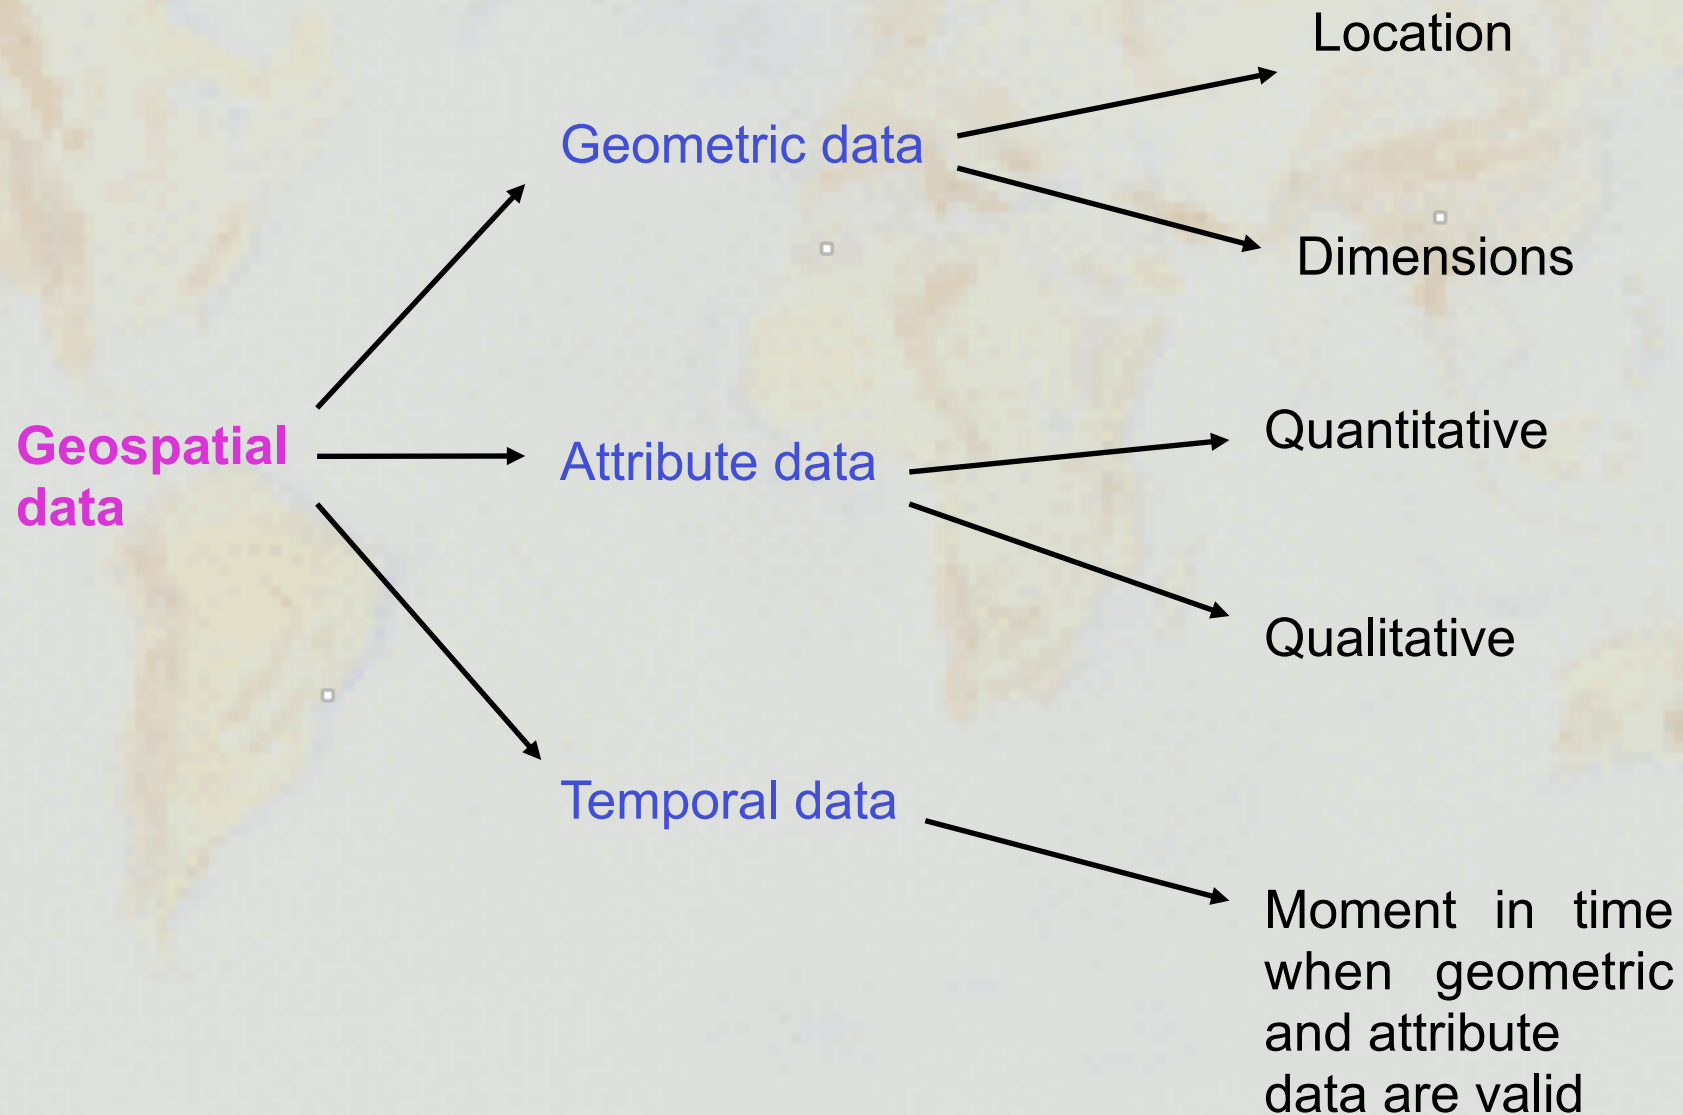 Location
Geometric data
Dimensions
Quantitative
Geospatial
data
Attribute data
Qualitative
Temporal data
Moment in time
when geometric
and attribute
data are valid